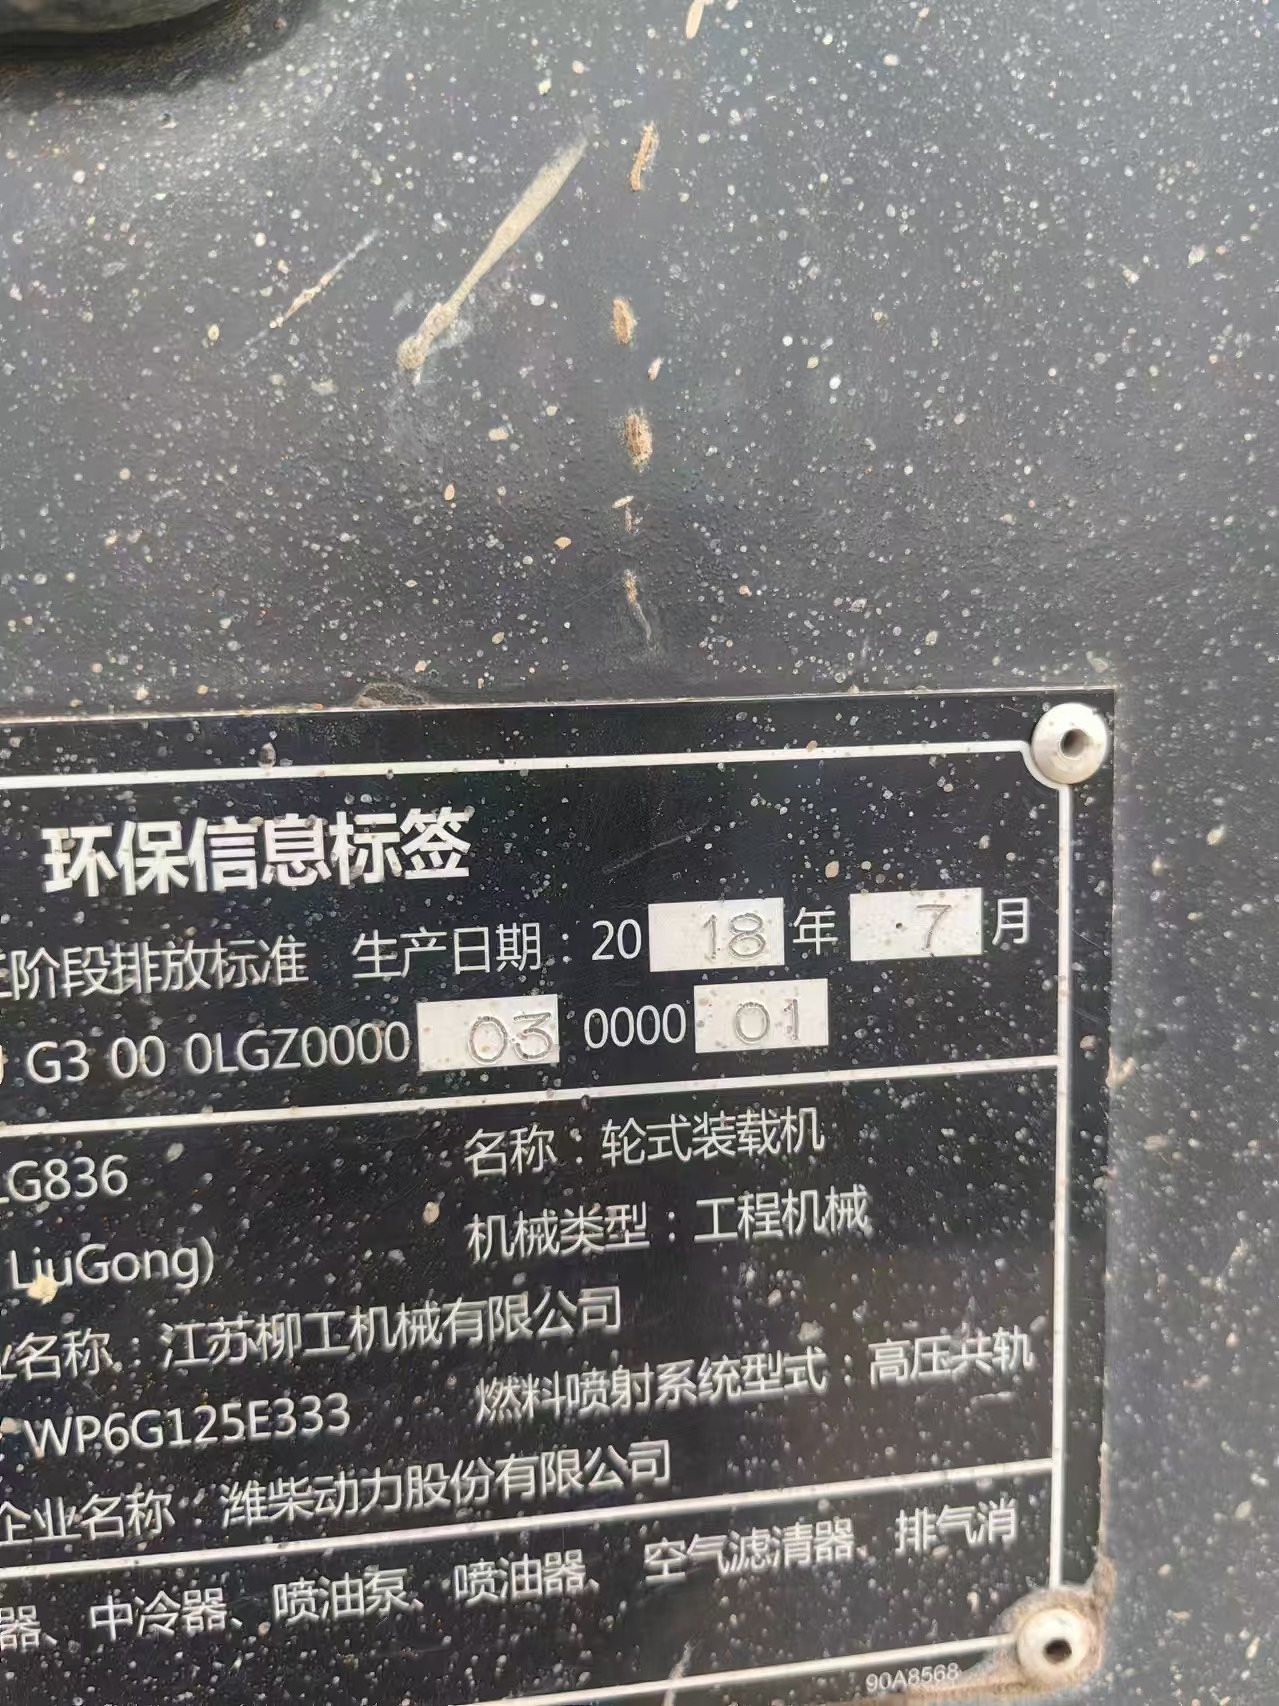 环保信息标签
阶段排放标准 生产日期：2018年7月
G3 00 0LGZ0000 03 0000 01
LG836 名称：轮式装载机
LiuGong) 机械类型：工程机械
名称：江苏柳工机械有限公司
WP6G125E333 燃料喷射系统型式：高压共轨
企业名称：潍柴动力股份有限公司
器、中冷器、喷油泵、喷油器、空气滤清器、排气消
90A8568